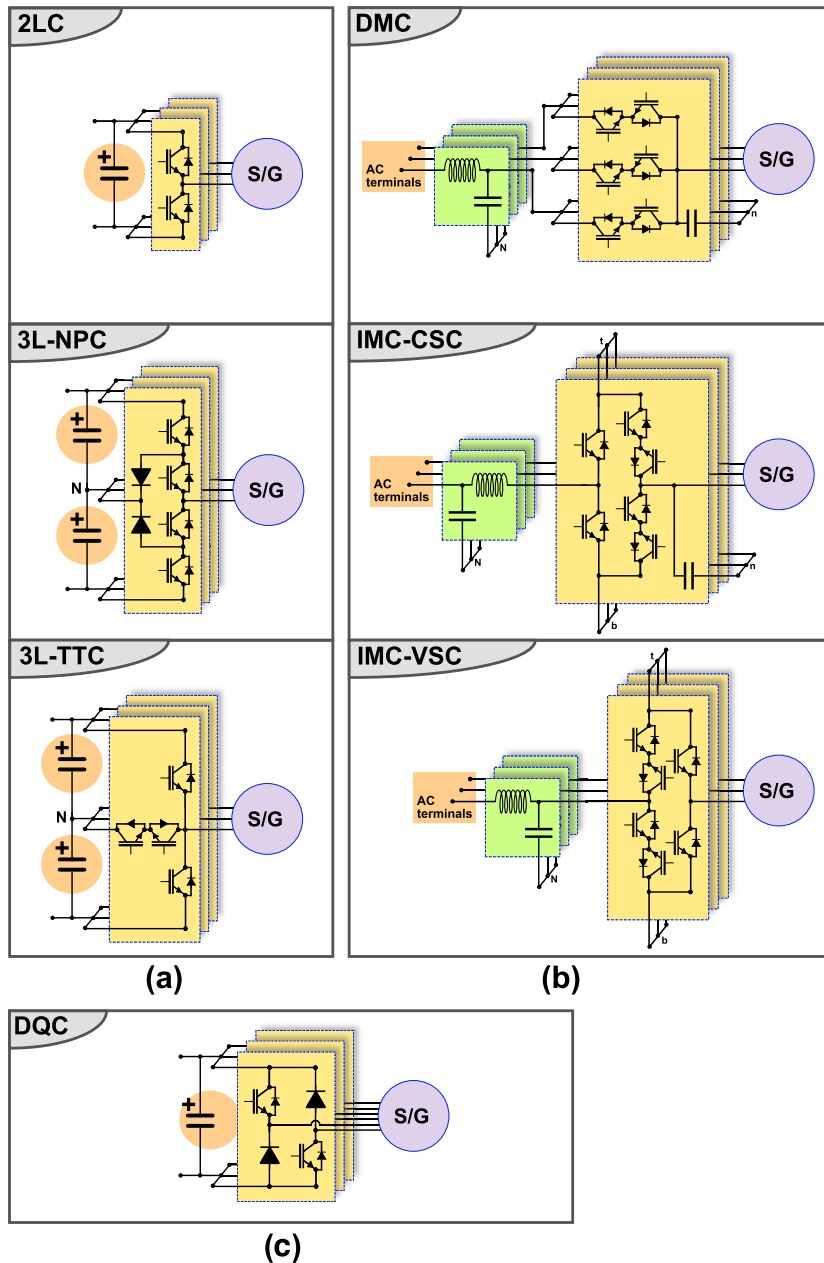 2LC
+
S/G
3L-NPC
+
N
+
S/G
3L-TTC
+
N
+
S/G
(a)
DMC
AC
terminals
N
n
S/G
IMC-CSC
t
AC
terminals
N
n
b
S/G
IMC-VSC
t
AC
terminals
N
b
S/G
(b)
DQC
+
S/G
(c)